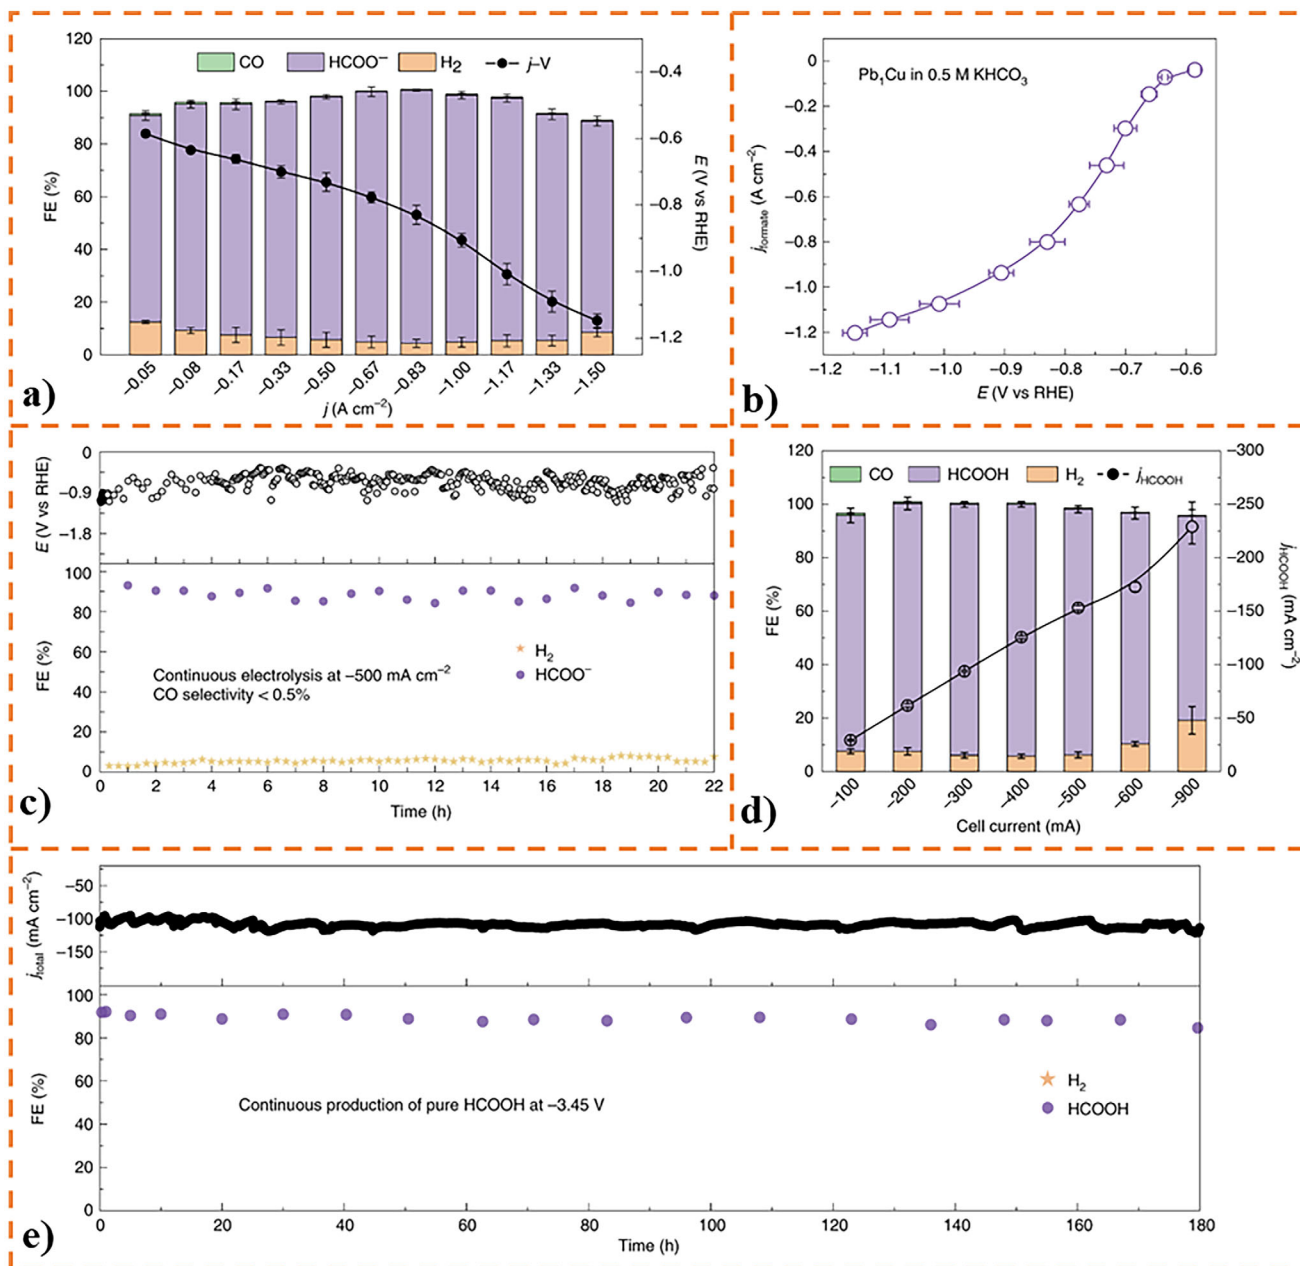 120
100
80
60
40
20
0
FE (%)
CO
HCOO⁻
H₂
j–V
−0.4
−0.6
−0.8
−1.0
−1.2
E (V vs RHE)
−0.05
−0.08
−0.17
−0.33
−0.50
−0.67
−0.83
−1.00
−1.17
−1.33
−1.50
j (A cm⁻²)
a)
Pb₁Cu in 0.5 M KHCO₃
0
−0.2
−0.4
−0.6
−0.8
−1.0
−1.2
j formate (A cm⁻²)
−1.2
−1.1
−1.0
−0.9
−0.8
−0.7
−0.6
E (V vs RHE)
b)
0
−0.9
−1.8
E (V vs RHE)
100
80
60
40
20
0
FE (%)
H₂
HCOO⁻
Continuous electrolysis at −500 mA cm⁻²
CO selectivity < 0.5%
0 2 4 6 8 10 12 14 16 18 20 22
Time (h)
c)
120
100
80
60
40
20
0
FE (%)
CO
HCOOH
H₂
j HCOOH
−300
−250
−200
−150
−100
−50
0
j HCOOH (mA cm⁻²)
−100
−200
−300
−400
−500
−600
−900
Cell current (mA)
d)
−50
−100
−150
j total (mA cm⁻²)
100
80
60
40
20
0
FE (%)
H₂
HCOOH
Continuous production of pure HCOOH at −3.45 V
0 20 40 60 80 100 120 140 160 180
Time (h)
e)